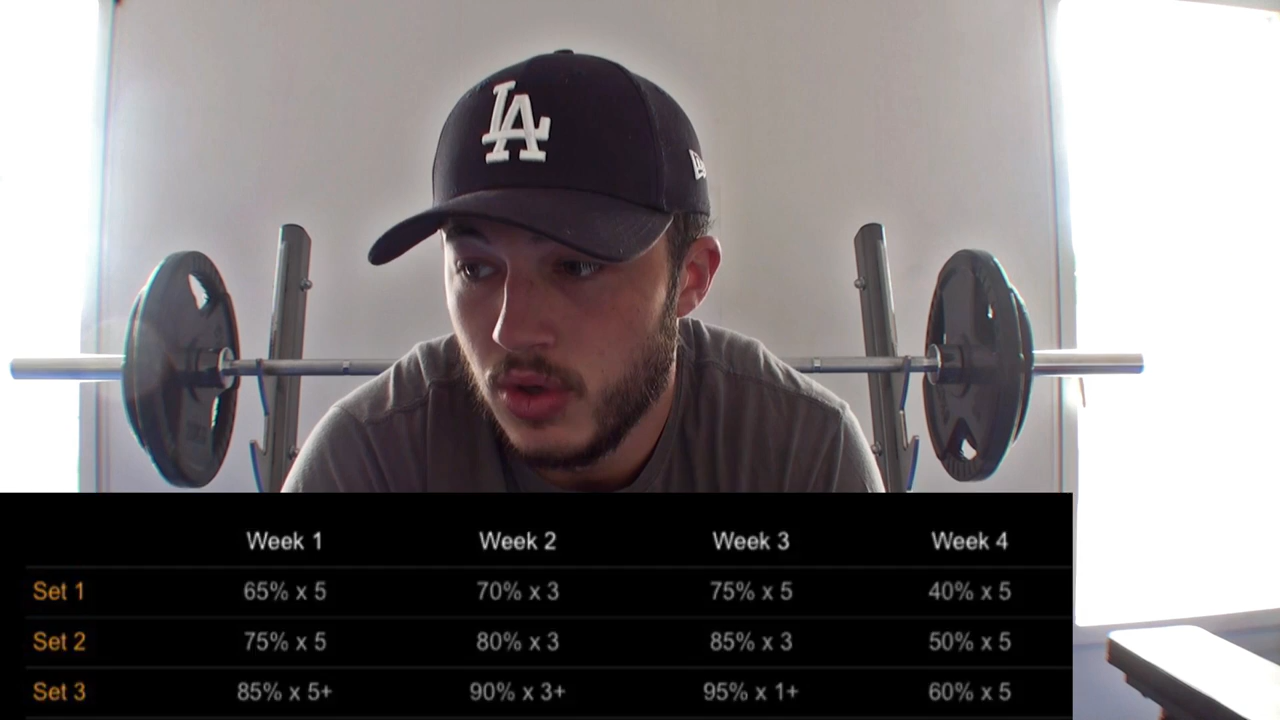 LA
Week 1 Week 2 Week 3 Week 4
Set 1 65% x 5 70% x 3 75% x 5 40% x 5
Set 2 75% x 5 80% x 3 85% x 3 50% x 5
Set 3 85% x 5+ 90% x 3+ 95% x 1+ 60% x 5